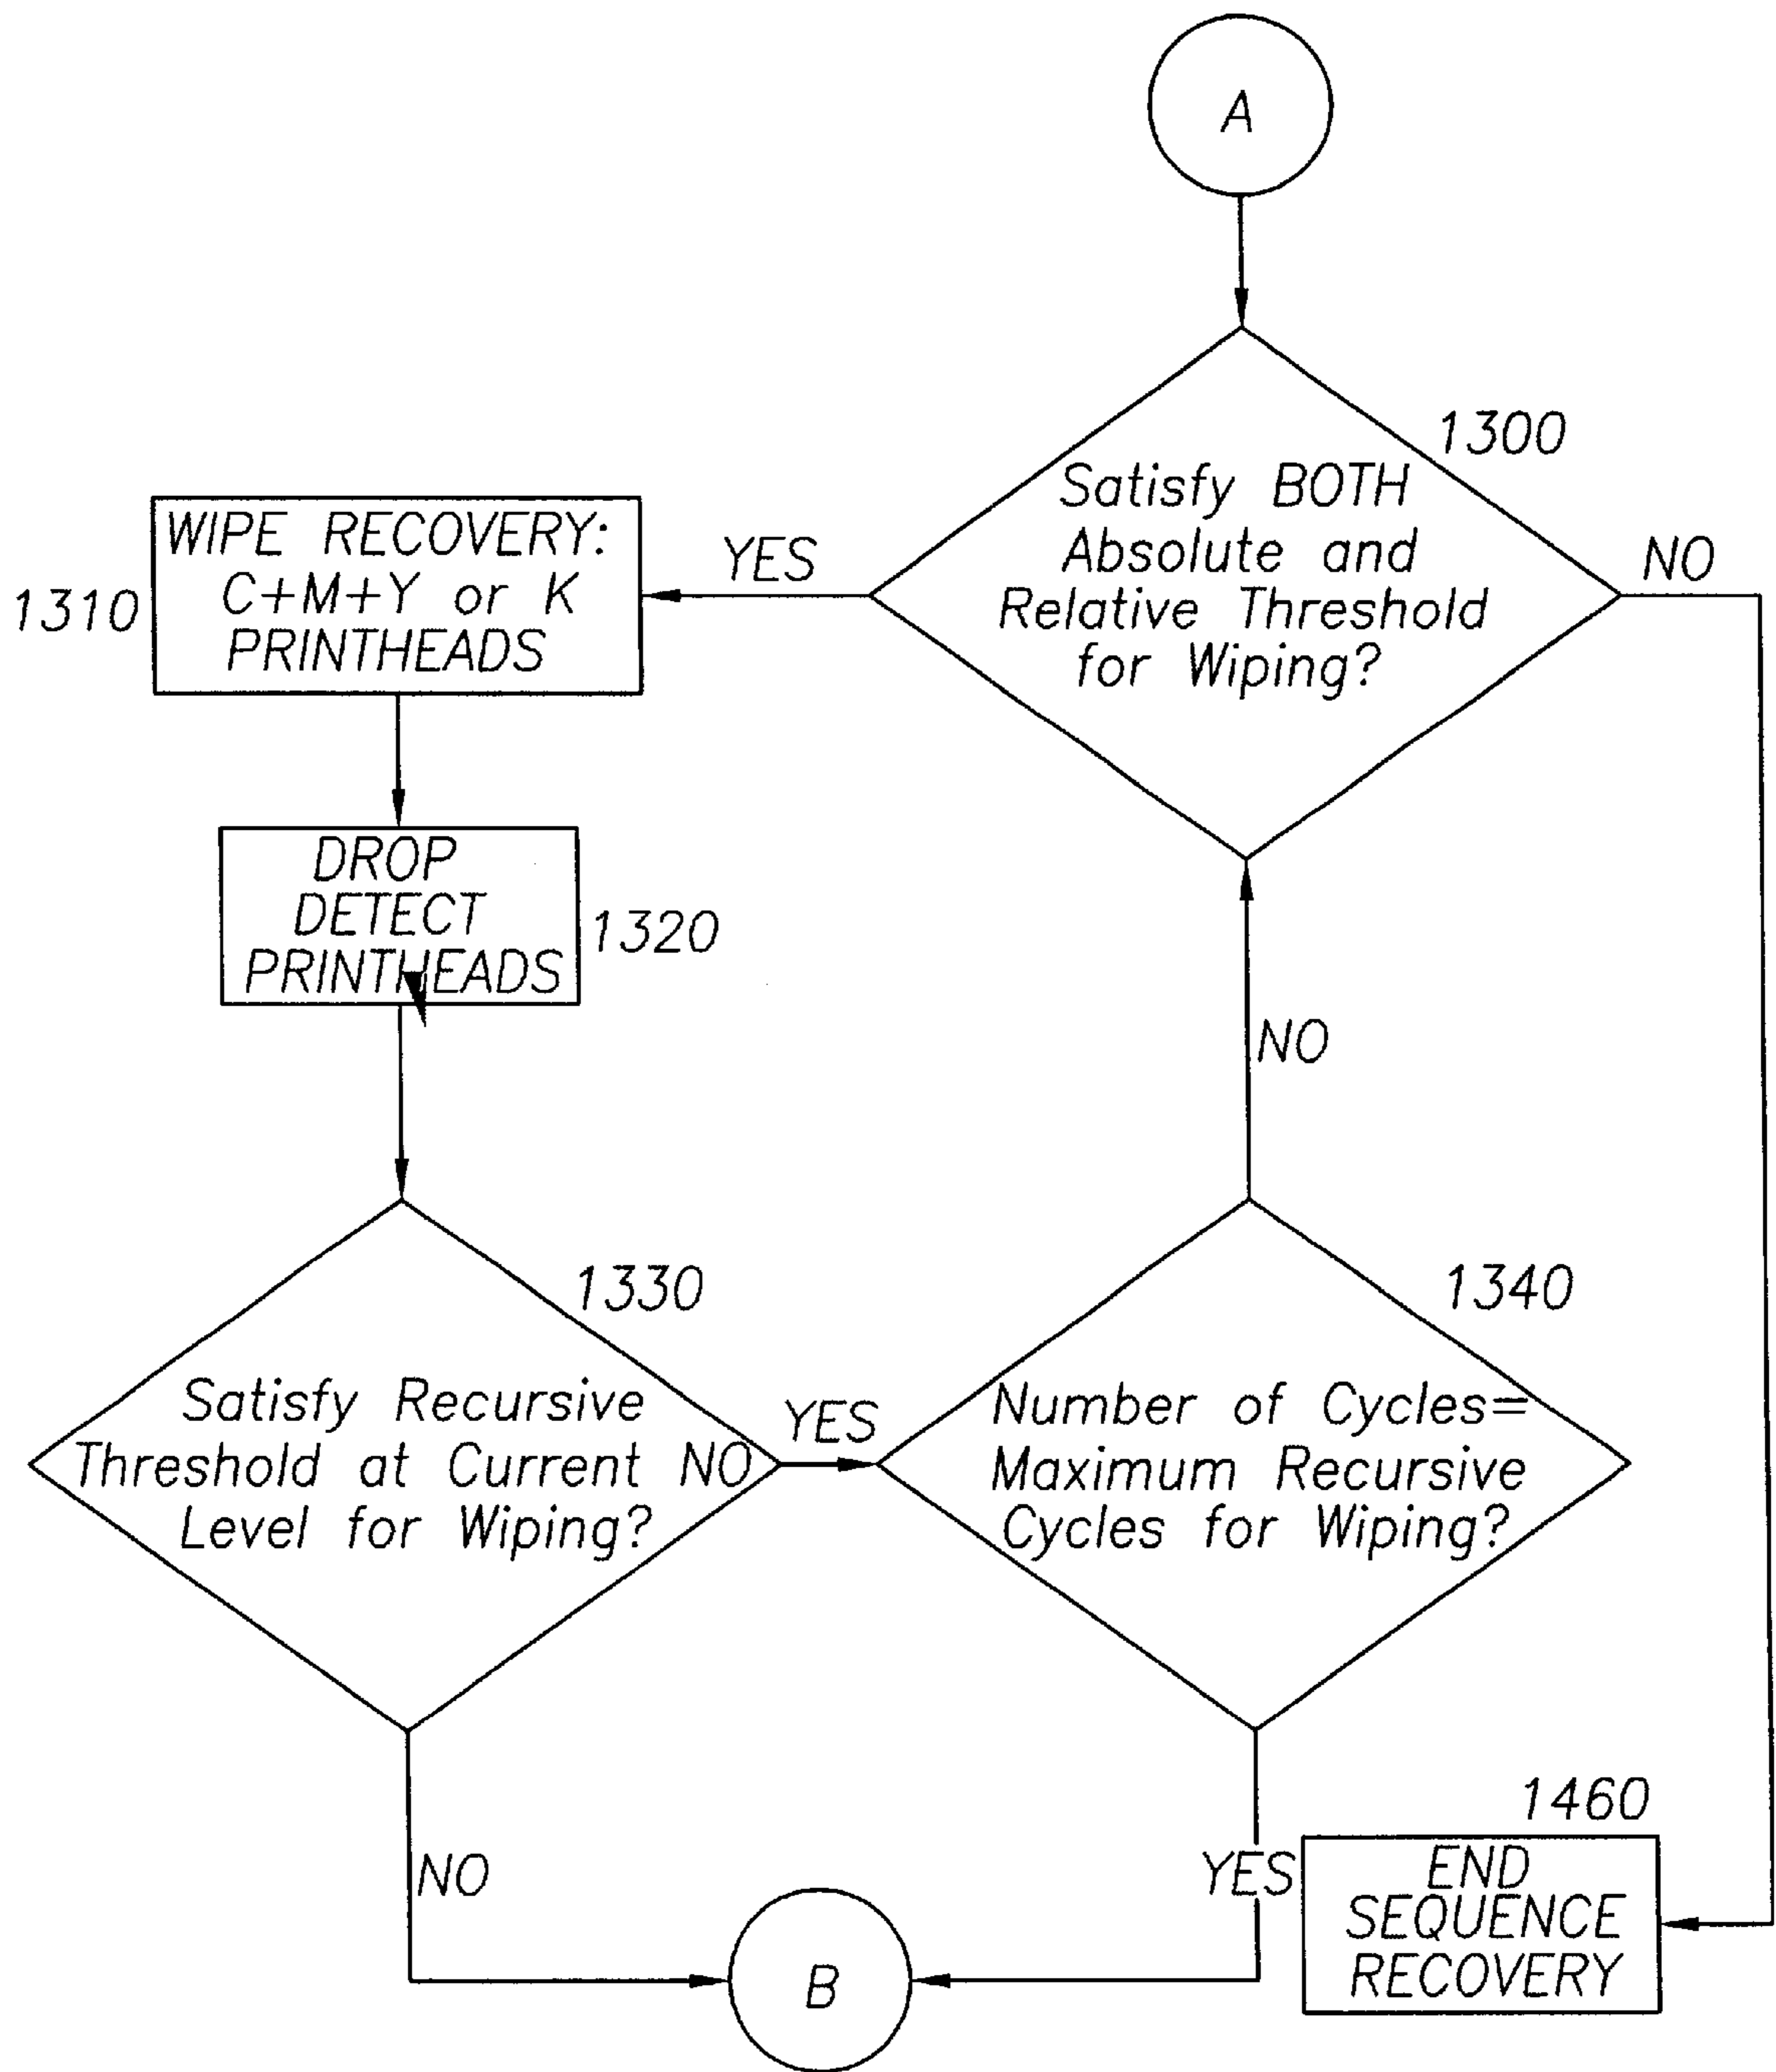 A
1300
Satisfy BOTH
Absolute and
Relative Threshold
for Wiping?
YES
NO
WIPE RECOVERY:
C+M+Y or K
PRINTHEADS
1310
DROP
DETECT
PRINTHEADS
1320
NO
1330
Satisfy Recursive
Threshold at Current NO
Level for Wiping?
YES
1340
Number of Cycles=
Maximum Recursive
Cycles for Wiping?
NO
YES
1460
END
SEQUENCE
RECOVERY
B